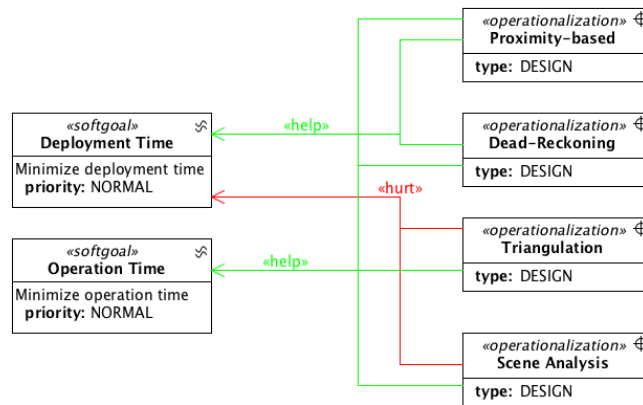 «operationalization»
Proximity-based
type: DESIGN
«softgoal»
Deployment Time
Minimize deployment time
priority: NORMAL
«help»
«operationalization»
Dead-Reckoning
type: DESIGN
«hurt»
«softgoal»
Operation Time
Minimize operation time
priority: NORMAL
«help»
«operationalization»
Triangulation
type: DESIGN
«operationalization»
Scene Analysis
type: DESIGN